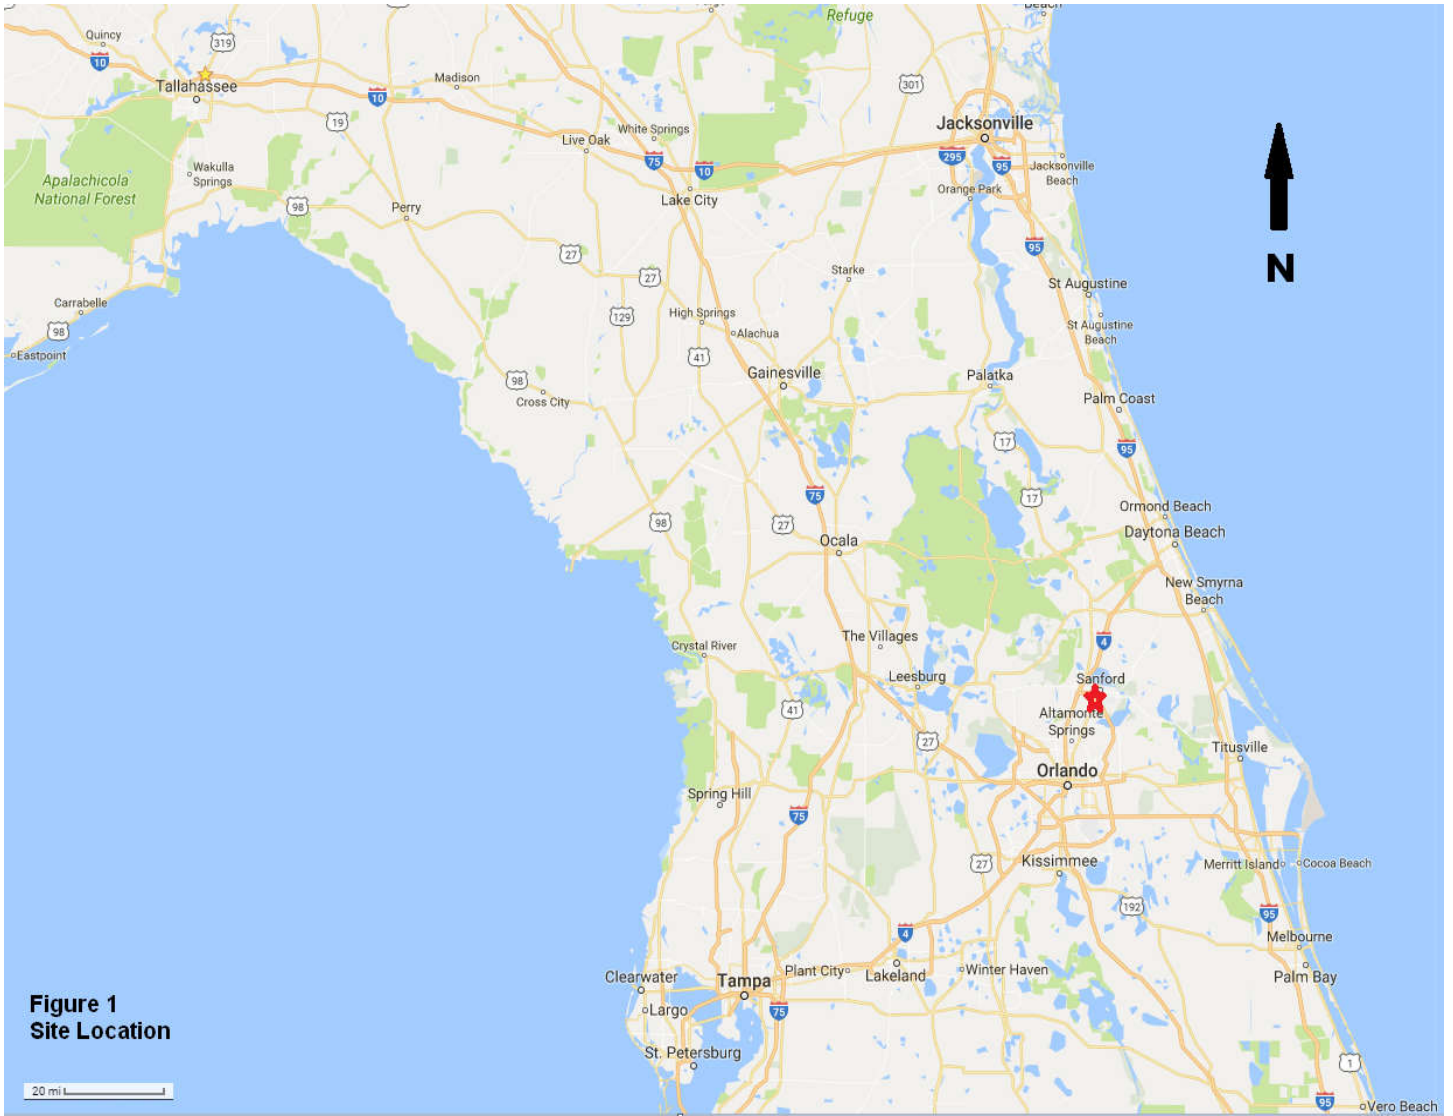 Refuge
Beach
Quincy
319
10
Tallahassee
Madison
10
301
19
Jacksonville
White Springs
Live Oak
75
10
295
95
Jacksonville
Beach
Wakulla
Springs
Apalachicola
National Forest
Orange Park
98
Perry
Lake City
N
95
27
27
Starke
St Augustine
Carrabelle
98
129
High Springs
Alachua
St Augustine
Beach
Eastpoint
41
Gainesville
Palatka
98
Cross City
Palm Coast
17
95
75
17
Ormond Beach
98
27
Ocala
Daytona Beach
New Smyrna
Beach
The Villages
4
Crystal River
Leesburg
Sanford
41
Altamonte
Springs
27
Titusville
Orlando
Spring Hill
75
27
Kissimmee
Merritt Island
Cocoa Beach
192
95
4
Melbourne
Clearwater
Tampa
Plant City
Lakeland
Winter Haven
Palm Bay
Figure 1
Site Location
Largo
75
St. Petersburg
1
20 mi
95
Vero Beach